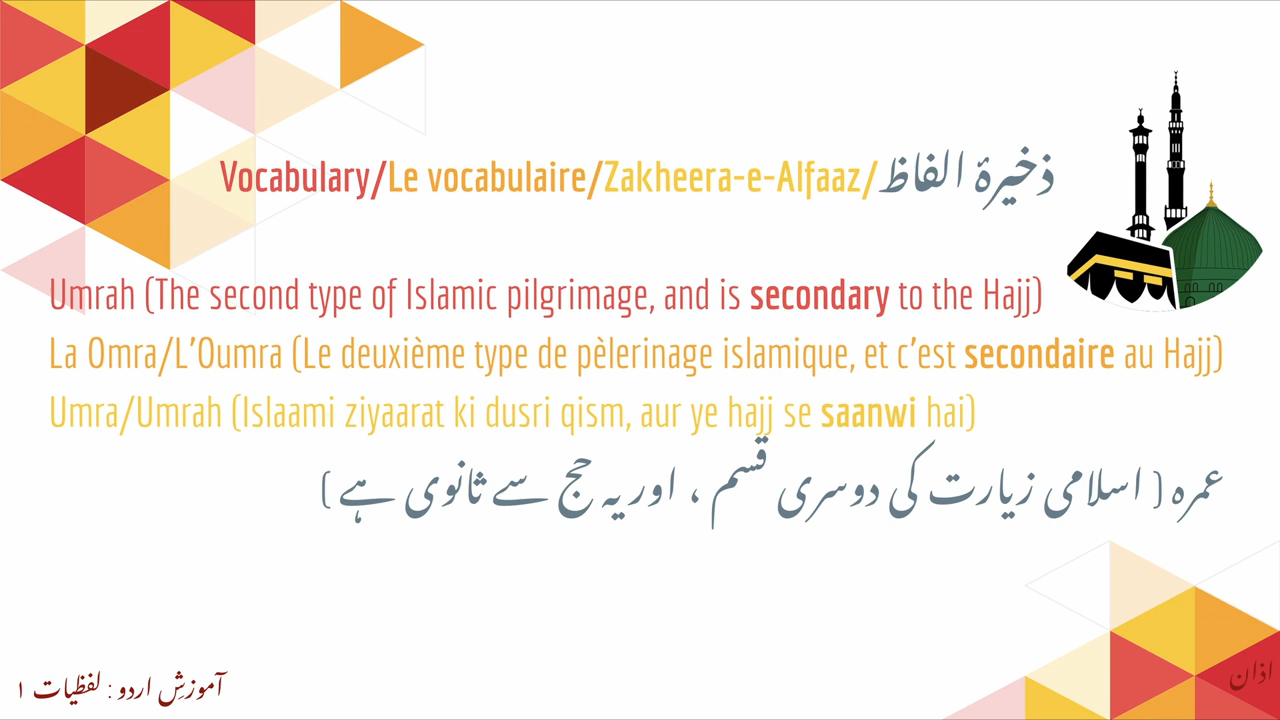 Vocabulary/Le vocabulaire/Zakheera-e-Alfaaz/ذخیرۂ الفاظ
Umrah (The second type of Islamic pilgrimage, and is secondary to the Hajj)
La Omra/L'Oumra (Le deuxième type de pèlerinage islamique, et c'est secondaire au Hajj)
Umra/Umrah (Islaami ziyaarat ki dusri qism, aur ye hajj se saanwi hai)
عمرہ ( اسلامی زیارت کی دوسری قسم ، اور یہ حج سے ثانوی ہے )
آموزشِ اردو : لفظیات ۱
اذان